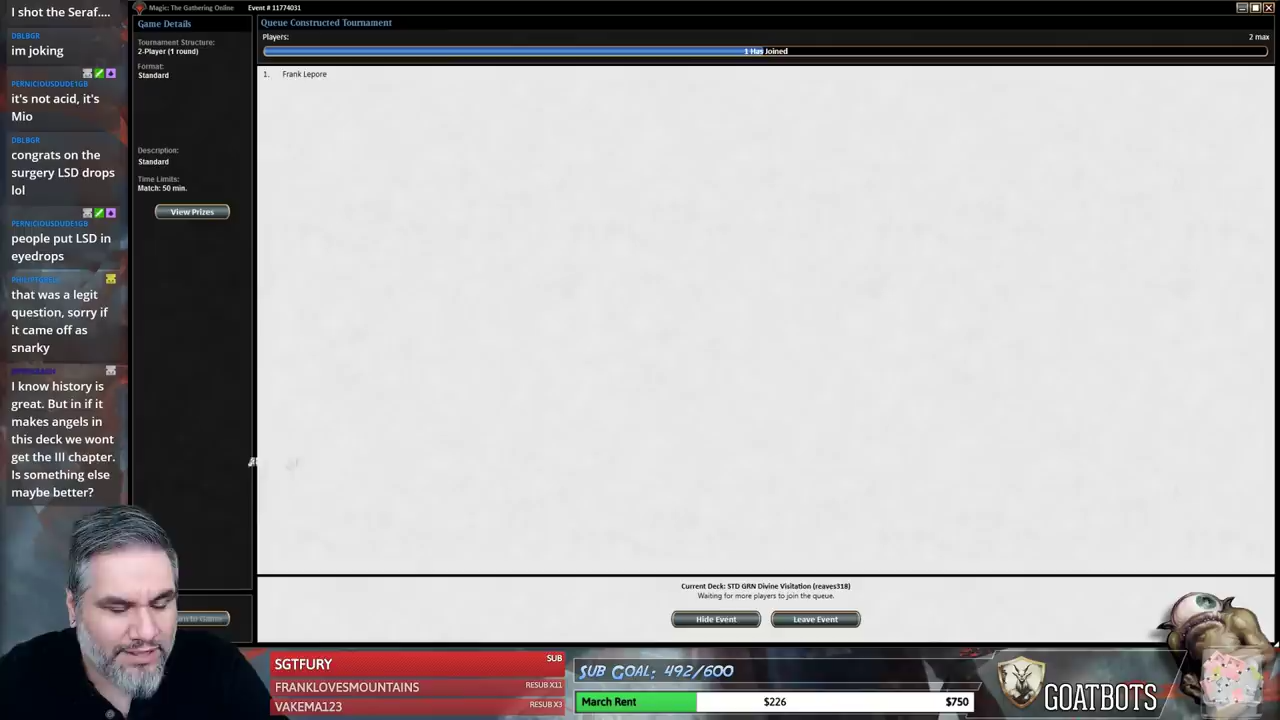 I shot the Seraf....
DBLBGR
im joking
PERNICIOUSDUDE1GB
it's not acid, it's
Mio
DBLBGR
congrats on the
surgery LSD drops
lol
PERNICIOUSDUDE1GB
people put LSD in
eyedrops
that was a legit
question, sorry if
it came off as
snarky
I know history is
great. But in if it
makes angels in
this deck we wont
get the III chapter.
Is something else
maybe better?
Magic: The Gathering Online
Event # 11774031
Game Details
Tournament Structure:
2-Player (1 round)
Format:
Standard
Description:
Standard
Time Limits:
Match: 50 min.
View Prizes
to Game
Queue Constructed Tournament
Players:
2 max
1 Has Joined
1. Frank Lepore
Current Deck: STD GRN Divine Visitation (reaves318)
Waiting for more players to join the queue.
Hide Event
Leave Event
SGTFURY SUB
FRANKLOVESMOUNTAINS RESUB X11
VAKEMA123 RESUB X3
SUB GOAL: 492/600
March Rent $226 $750
GOATBOTS